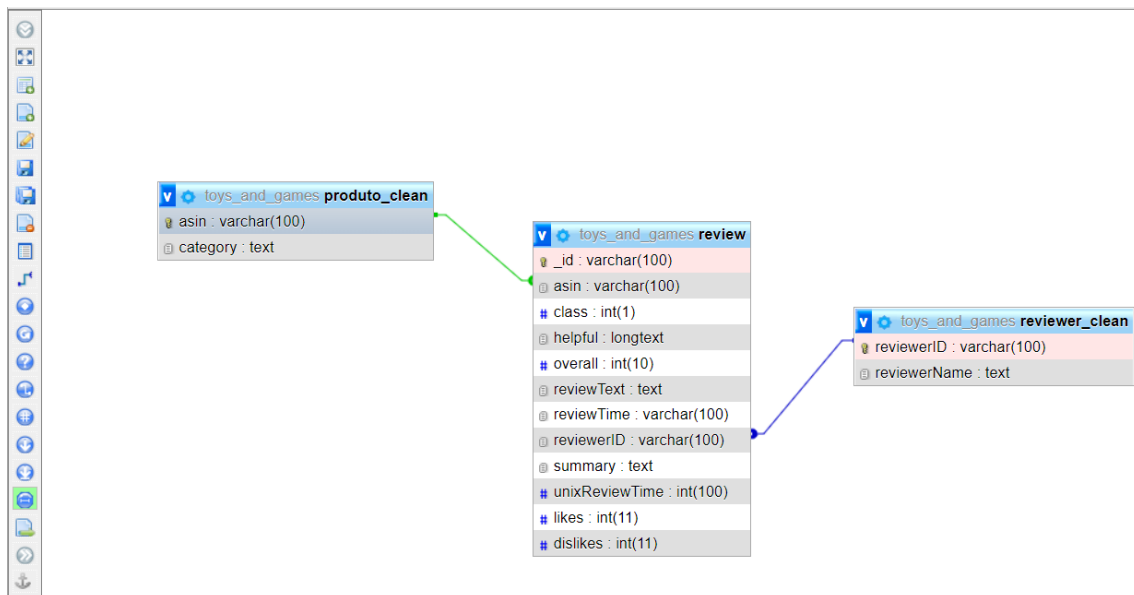 v toys_and_games produto_clean
asin : varchar(100)
category : text
v toys_and_games review
_id : varchar(100)
asin : varchar(100)
# class : int(1)
helpful : longtext
# overall : int(10)
reviewText : text
reviewTime : varchar(100)
reviewerID : varchar(100)
summary : text
# unixReviewTime : int(100)
# likes : int(11)
# dislikes : int(11)
v toys_and_games reviewer_clean
reviewerID : varchar(100)
reviewerName : text